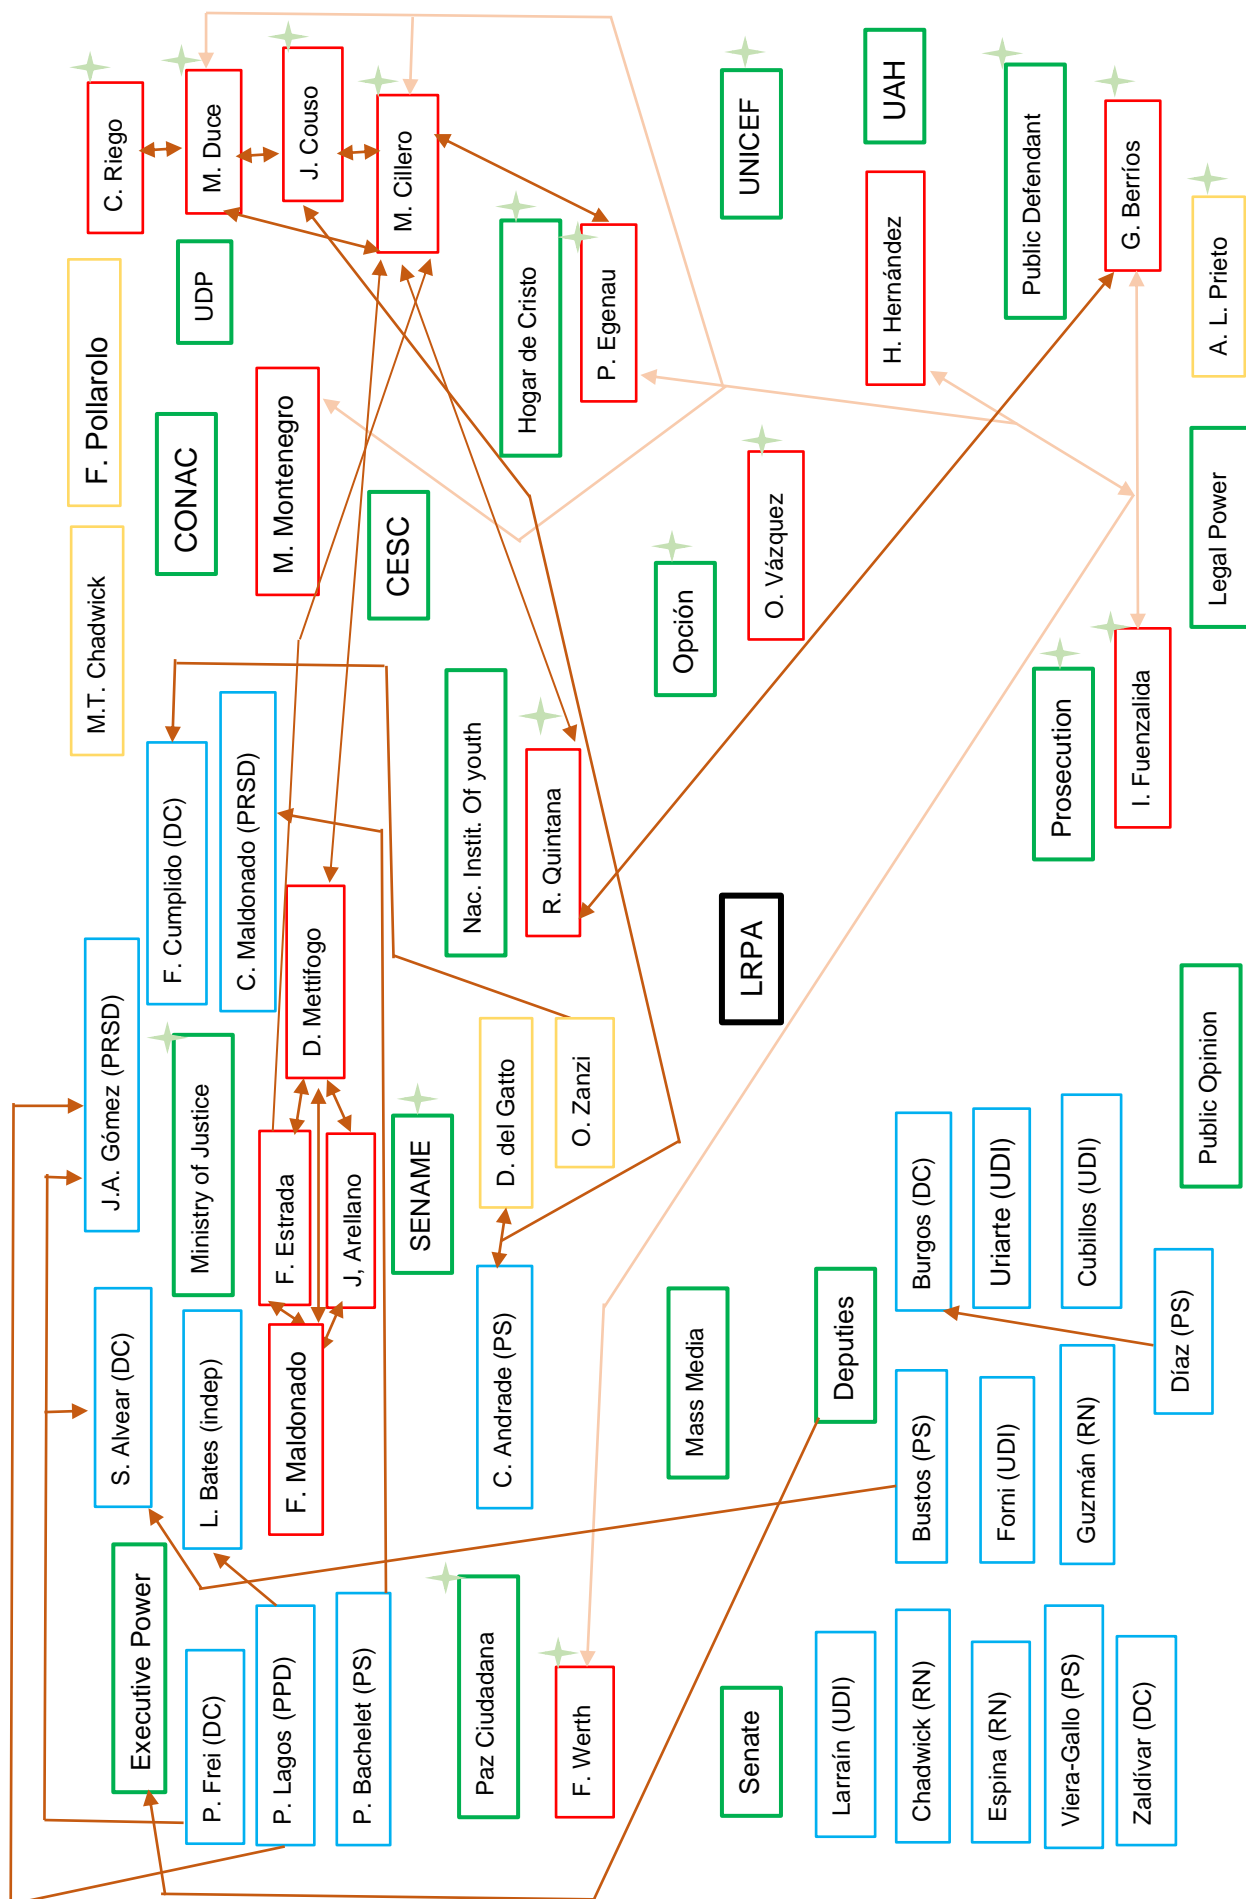 Executive Power
S. Alvear (DC)
J.A. Gómez (PRSD)
M.T. Chadwick
F. Pollarolo
C. Riego
P. Frei (DC)
L. Bates (indep)
Ministry of Justice
F. Cumplido (DC)
CONAC
UDP
M. Duce
P. Lagos (PPD)
F. Maldonado
F. Estrada
C. Maldonado (PRSD)
M. Montenegro
J. Couso
P. Bachelet (PS)
J, Arellano
D. Mettifogo
CESC
M. Cillero
Paz Ciudadana
C. Andrade (PS)
SENAME
D. del Gatto
Nac. Instit. Of youth
Hogar de Cristo
F. Werth
O. Zanzi
R. Quintana
P. Egenau
Mass Media
Opción
Senate
LRPA
O. Vázquez
UNICEF
Larraín (UDI)
Deputies
Chadwick (RN)
Bustos (PS)
Burgos (DC)
H. Hernández
UAH
Espina (RN)
Forni (UDI)
Uriarte (UDI)
Public Defendant
Viera-Gallo (PS)
Guzmán (RN)
Cubillos (UDI)
Prosecution
Zaldívar (DC)
Díaz (PS)
I. Fuenzalida
G. Berríos
Public Opinion
Legal Power
A. L. Prieto